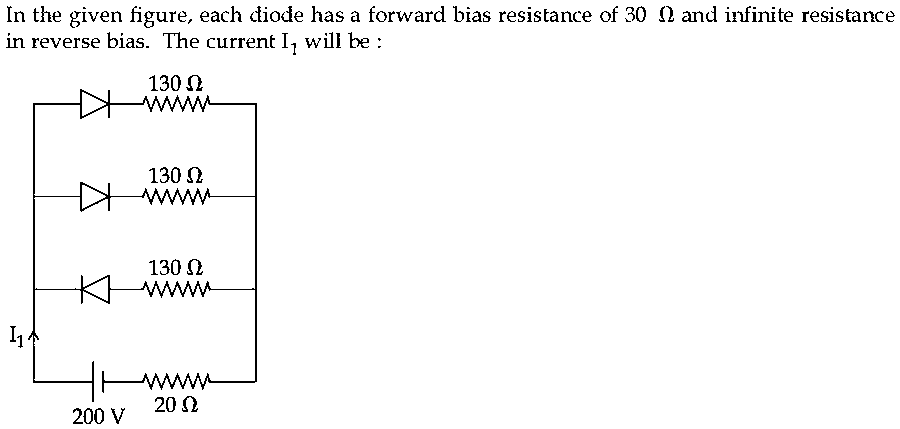 In the given figure, each diode has a forward bias resistance of 30 Ω and infinite resistance
in reverse bias. The current I₁ will be :
130 Ω
130 Ω
130 Ω
I₁
200 V
20 Ω